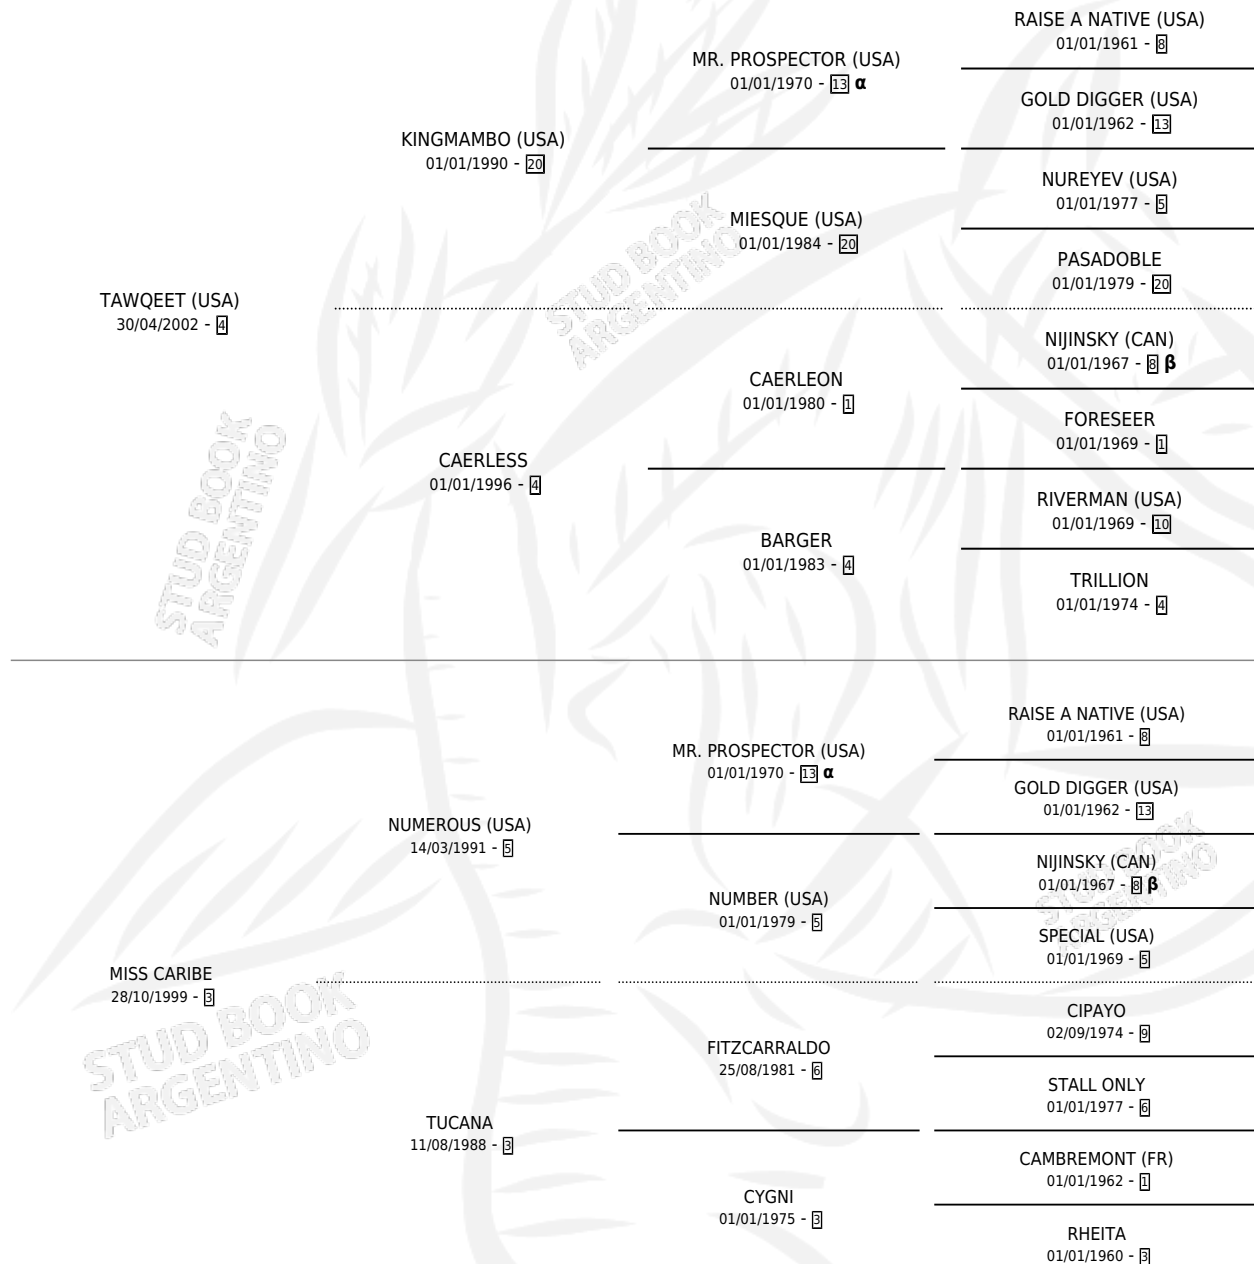 RAISE A NATIVE (USA)
01/01/1961 - 8
MR. PROSPECTOR (USA)
01/01/1970 - 13 α
GOLD DIGGER (USA)
01/01/1962 - 13
KINGMAMBO (USA)
01/01/1990 - 20
NUREYEV (USA)
01/01/1977 - 5
MIESQUE (USA)
01/01/1984 - 20
PASADOBLE
01/01/1979 - 20
TAWQEET (USA)
30/04/2002 - 4
NIJINSKY (CAN)
01/01/1967 - 8 β
CAERLEON
01/01/1980 - 1
FORESEER
01/01/1969 - 1
CAERLESS
01/01/1996 - 4
RIVERMAN (USA)
01/01/1969 - 10
BARGER
01/01/1983 - 4
TRILLION
01/01/1974 - 4
STUD BOOK
ARGENTINO
STUD BOOK
ARGENTINO
RAISE A NATIVE (USA)
01/01/1961 - 8
MR. PROSPECTOR (USA)
01/01/1970 - 13 α
GOLD DIGGER (USA)
01/01/1962 - 13
NUMEROUS (USA)
14/03/1991 - 5
NIJINSKY (CAN)
01/01/1967 - 8 β
NUMBER (USA)
01/01/1979 - 5
SPECIAL (USA)
01/01/1969 - 5
MISS CARIBE
28/10/1999 - 3
CIPAYO
02/09/1974 - 9
FITZCARRALDO
25/08/1981 - 6
STALL ONLY
01/01/1977 - 6
TUCANA
11/08/1988 - 3
CAMBREMONT (FR)
01/01/1962 - 1
CYGNI
01/01/1975 - 3
RHEITA
01/01/1960 - 3
STUD BOOK
ARGENTINO
STUD BOOK
ARGENTINO